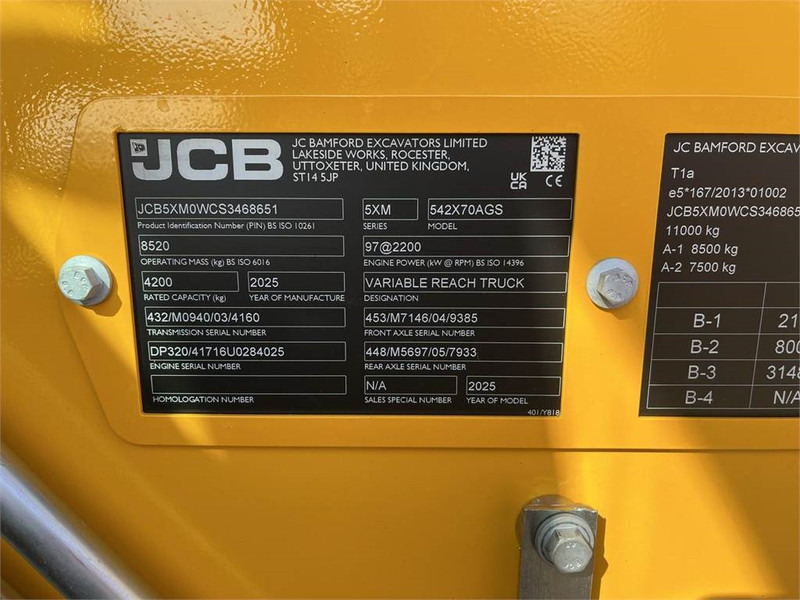 JCB
JC BAMFORD EXCAVATORS LIMITED
LAKESIDE WORKS, ROCESTER,
UTTOXETER, UNITED KINGDOM,
ST14 5JP
UK
CA
CE
JCB5XM0WCS3468651
Product Identification Number (PIN) BS ISO 10261
5XM
SERIES
542X70AGS
MODEL
8520
OPERATING MASS (kg) BS ISO 6016
97@2200
ENGINE POWER (kW @ RPM) BS ISO 14396
4200
RATED CAPACITY (kg)
2025
YEAR OF MANUFACTURE
VARIABLE REACH TRUCK
DESIGNATION
432/M0940/03/4160
TRANSMISSION SERIAL NUMBER
453/M7146/04/9385
FRONT AXLE SERIAL NUMBER
DP320/41716U0284025
ENGINE SERIAL NUMBER
448/M5697/05/7933
REAR AXLE SERIAL NUMBER
HOMOLOGATION NUMBER
N/A
SALES SPECIAL NUMBER
2025
YEAR OF MODEL
401/Y818
JC BAMFORD EXCAV
T1a
e5*167/2013*01002
JCB5XM0WCS346865
11000 kg
A-1 8500 kg
A-2 7500 kg
B-1 21
B-2 800
B-3 3148
B-4 N/A